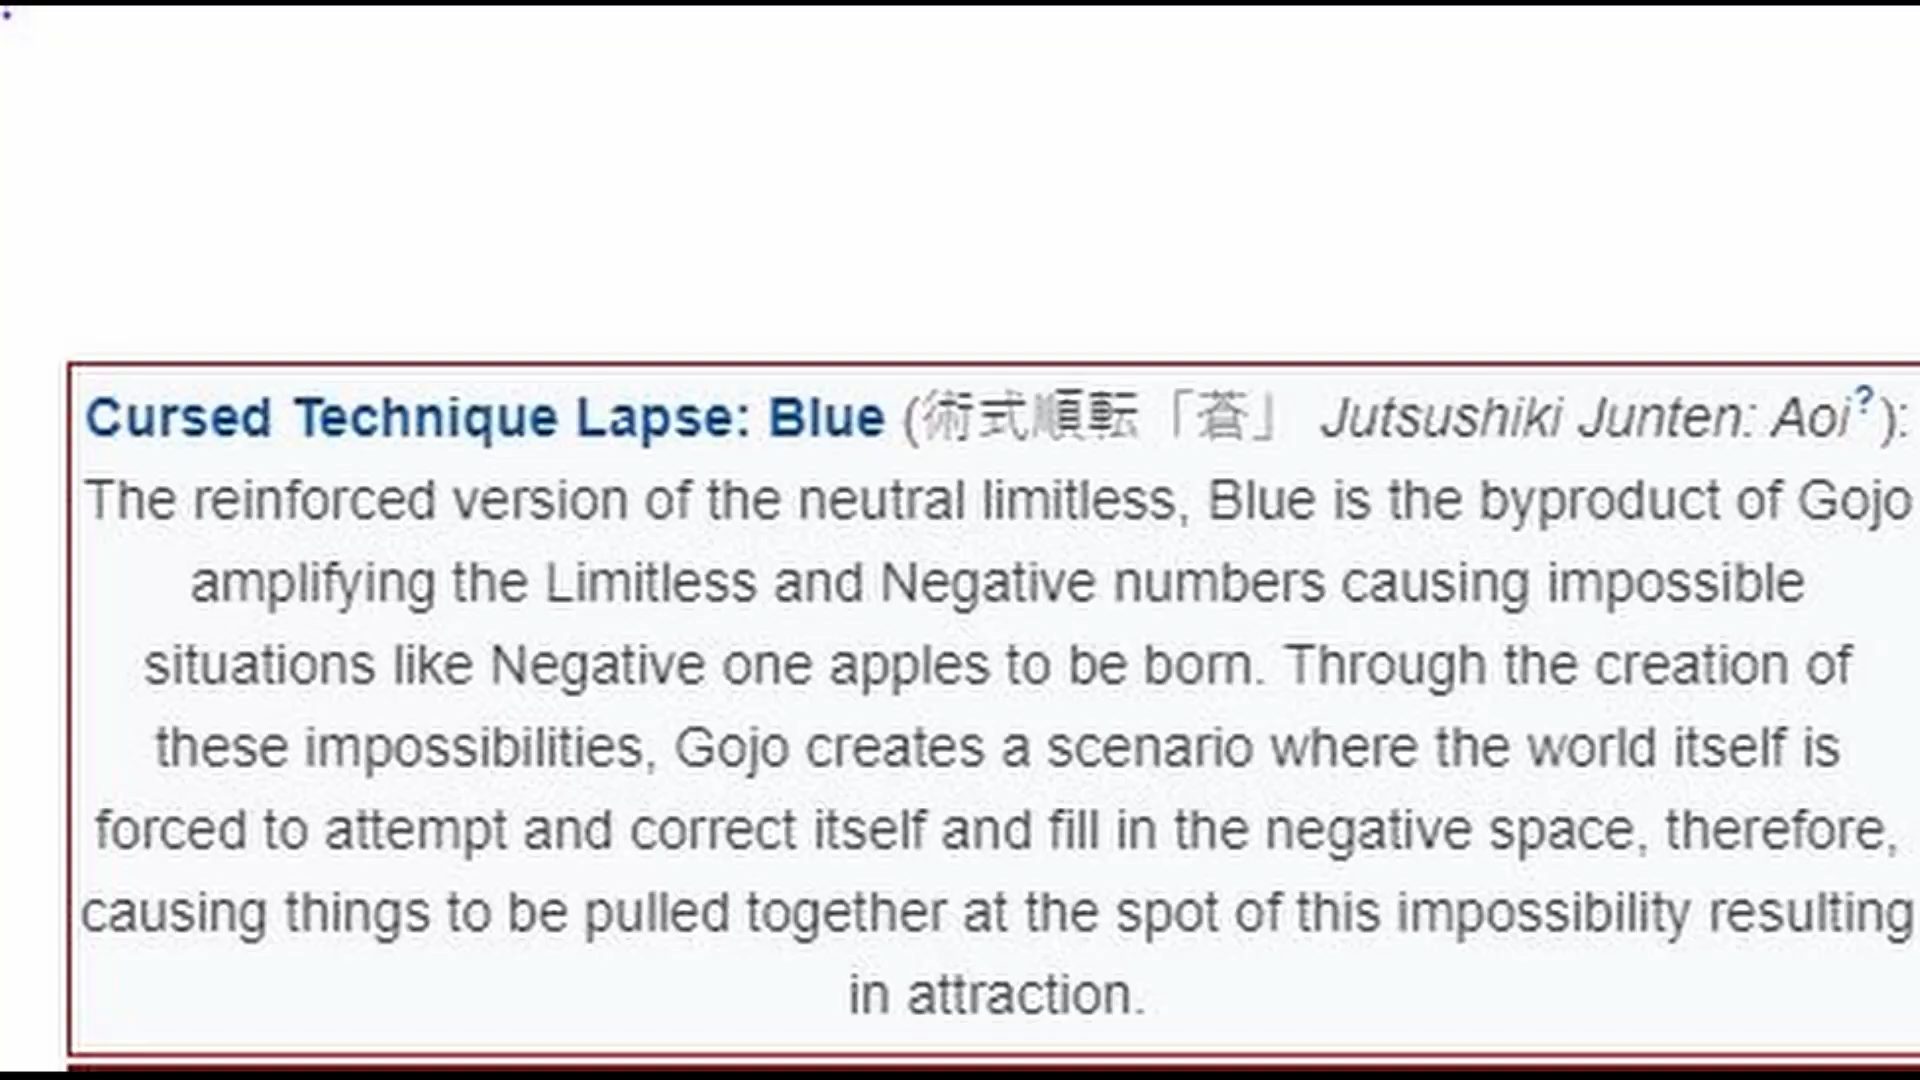 Cursed Technique Lapse: Blue (術式順転「蒼」 Jutsushiki Junten: Aoi?):
The reinforced version of the neutral limitless, Blue is the byproduct of Gojo
amplifying the Limitless and Negative numbers causing impossible
situations like Negative one apples to be born. Through the creation of
these impossibilities, Gojo creates a scenario where the world itself is
forced to attempt and correct itself and fill in the negative space, therefore,
causing things to be pulled together at the spot of this impossibility resulting
in attraction.